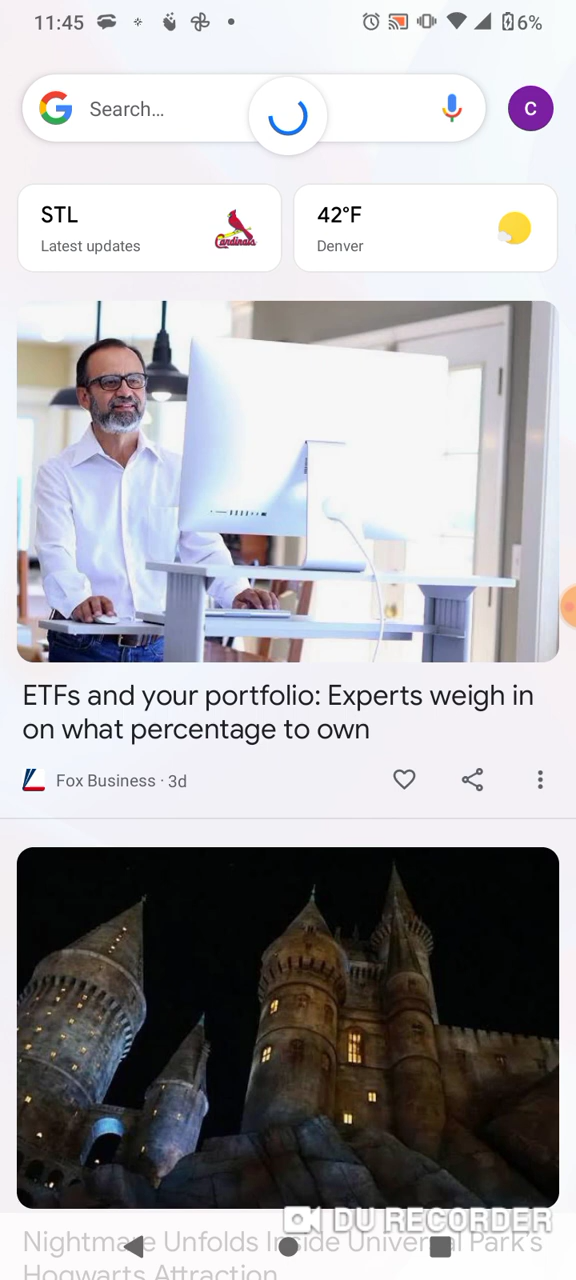 11:45
6%
Search...
C
STL
Latest updates
Cardinals
42°F
Denver
ETFs and your portfolio: Experts weigh in
on what percentage to own
Fox Business · 3d
DU RECORDER
Nightmare Unfolds Inside Universal Park's
Hogwarts Attraction